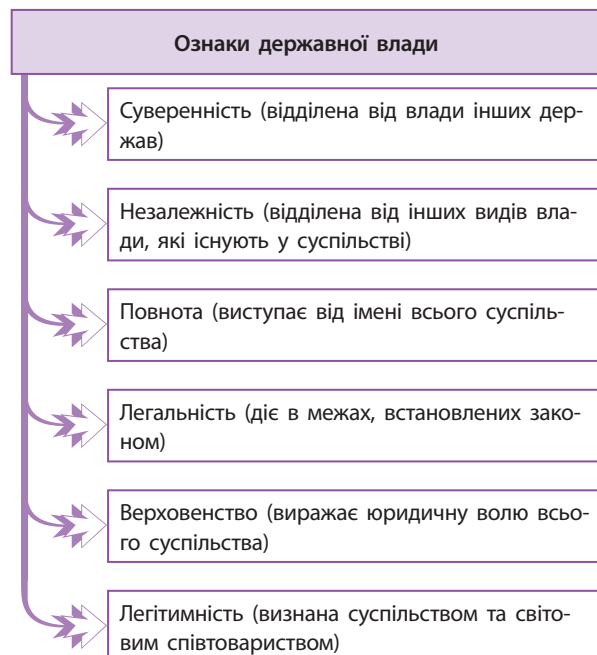 Ознаки державної влади
Суверенність (відділена від влади інших дер-
жав)
Незалежність (відділена від інших видів вла-
ди, які існують у суспільстві)
Повнота (виступає від імені всього суспіль-
ства)
Легальність (діє в межах, встановлених зако-
ном)
Верховенство (виражає юридичну волю всьо-
го суспільства)
Легітимність (визнана суспільством та світо-
вим співтовариством)